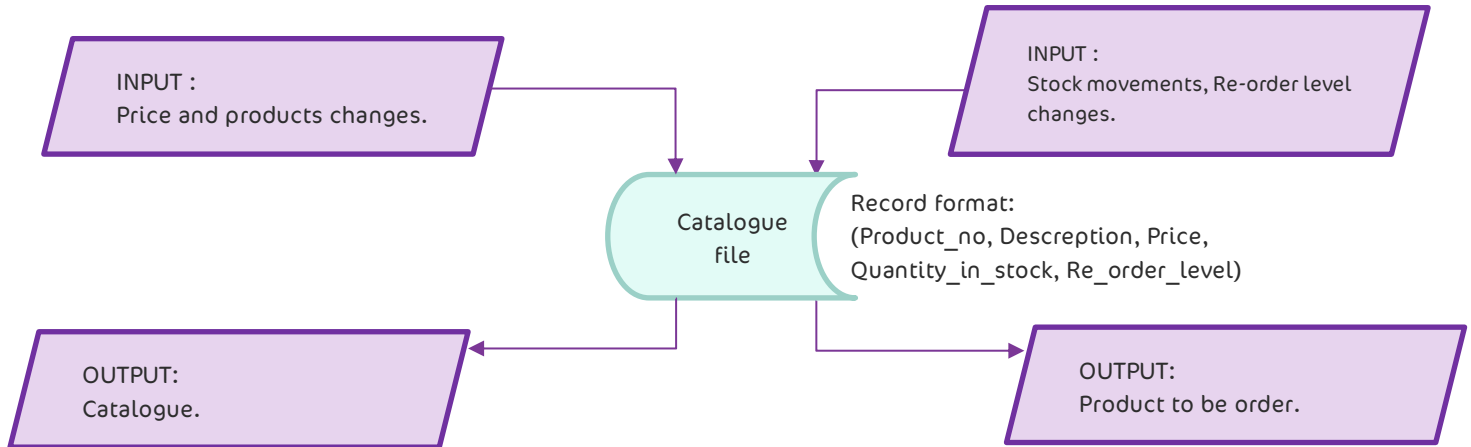 INPUT :
Price and products changes.
INPUT :
Stock movements, Re-order level
changes.
Catalogue
file
Record format:
(Product_no, Descreption, Price,
Quantity_in_stock, Re_order_level)
OUTPUT:
Catalogue.
OUTPUT:
Product to be order.